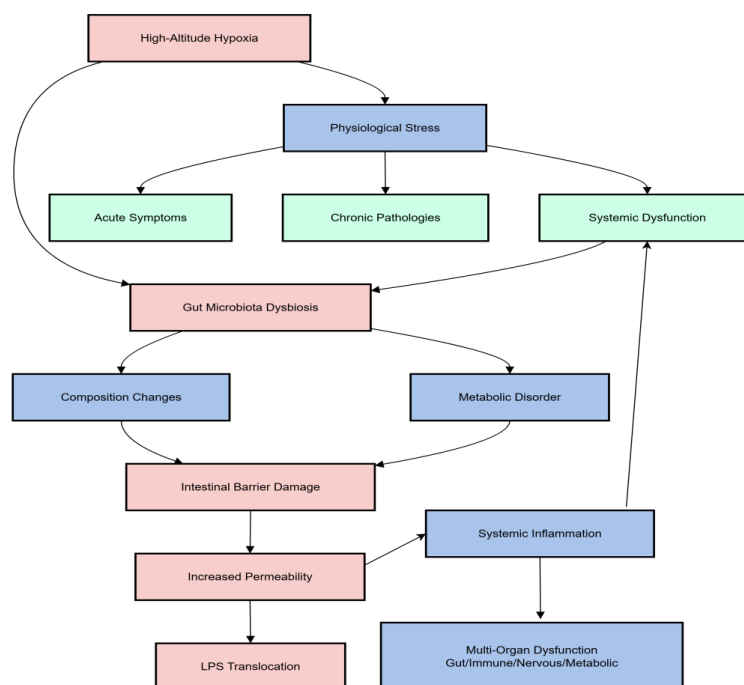 High-Altitude Hypoxia
Physiological Stress
Acute Symptoms
Chronic Pathologies
Systemic Dysfunction
Gut Microbiota Dysbiosis
Composition Changes
Metabolic Disorder
Intestinal Barrier Damage
Systemic Inflammation
Increased Permeability
LPS Translocation
Multi-Organ Dysfunction
Gut/Immune/Nervous/Metabolic